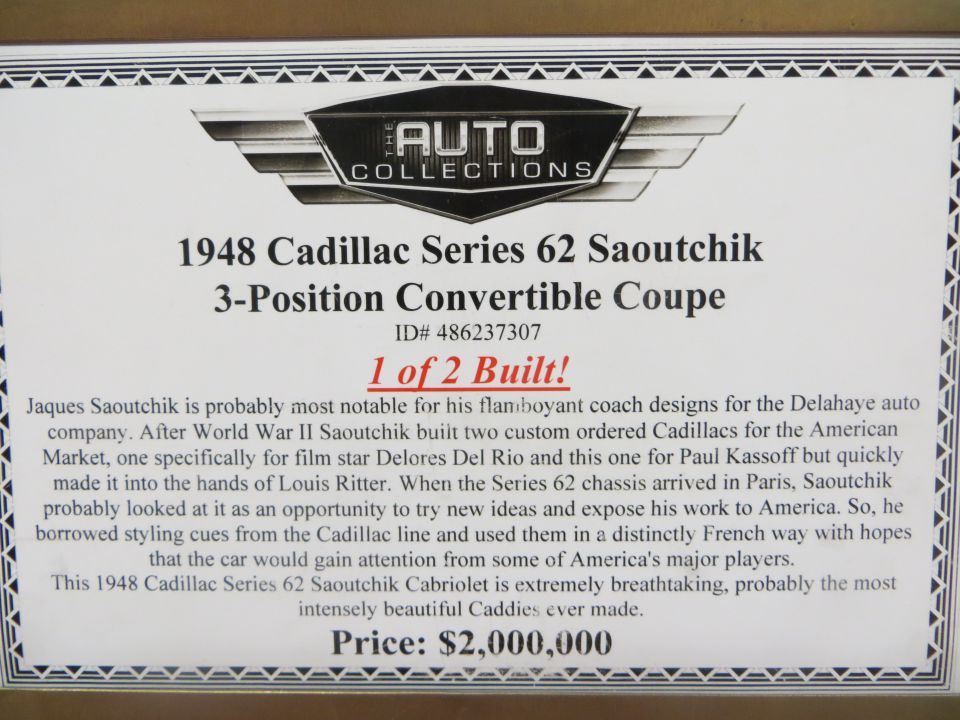 THE AUTO
COLLECTIONS
1948 Cadillac Series 62 Saoutchik
3-Position Convertible Coupe
ID# 486237307
1 of 2 Built!
Jaques Saoutchik is probably most notable for his flamboyant coach designs for the Delahaye auto
company. After World War II Saoutchik built two custom ordered Cadillacs for the American
Market, one specifically for film star Delores Del Rio and this one for Paul Kassoff but quickly
made it into the hands of Louis Ritter. When the Series 62 chassis arrived in Paris, Saoutchik
probably looked at it as an opportunity to try new ideas and expose his work to America. So, he
borrowed styling cues from the Cadillac line and used them in a distinctly French way with hopes
that the car would gain attention from some of America's major players.
This 1948 Cadillac Series 62 Saoutchik Cabriolet is extremely breathtaking, probably the most
intensely beautiful Caddies ever made.
Price: $2,000,000